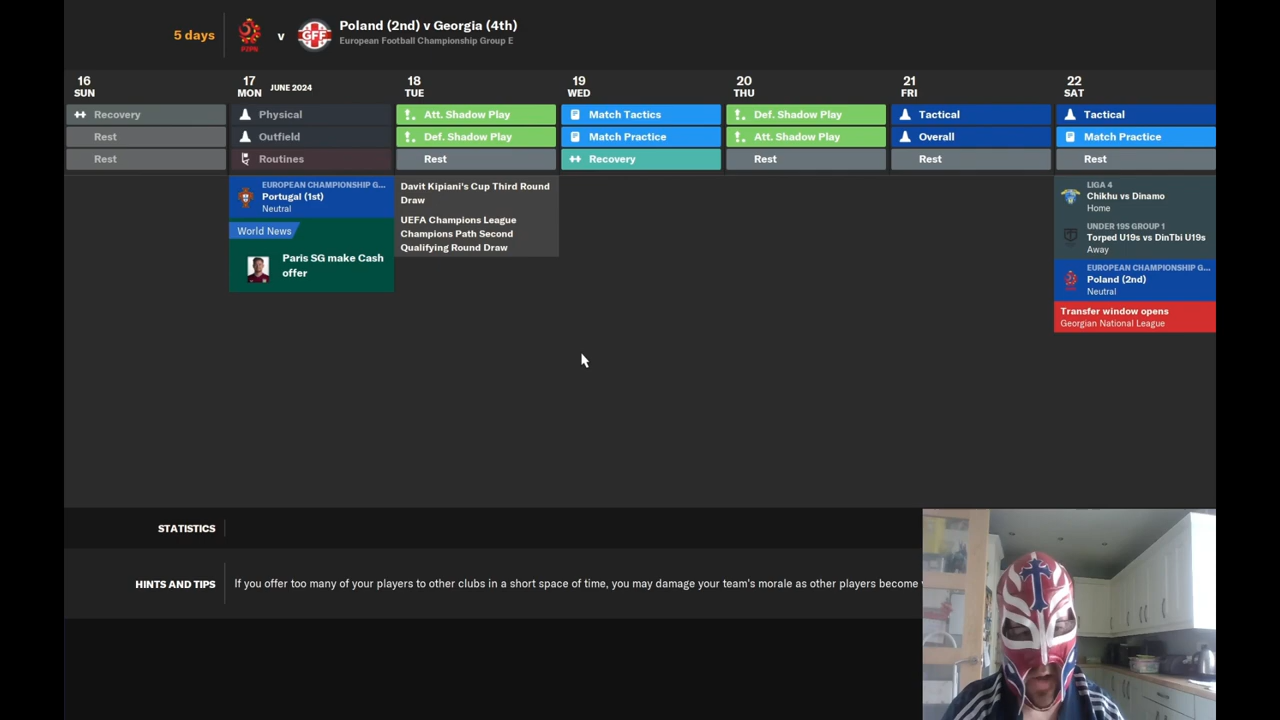 5 days
v
Poland (2nd) v Georgia (4th)
European Football Championship Group E
16
SUN
17
MON JUNE 2024
18
TUE
19
WED
20
THU
21
FRI
22
SAT
Recovery
Physical
Att. Shadow Play
Match Tactics
Def. Shadow Play
Tactical
Tactical
Rest
Outfield
Def. Shadow Play
Match Practice
Att. Shadow Play
Overall
Match Practice
Rest
Routines
Rest
Recovery
Rest
Rest
Rest
EUROPEAN CHAMPIONSHIP G...
Portugal (1st)
Neutral
World News
Paris SG make Cash
offer
Davit Kipiani's Cup Third Round
Draw
UEFA Champions League
Champions Path Second
Qualifying Round Draw
LIGA 4
Chikhu vs Dinamo
Home
UNDER 19S GROUP 1
Torped U19s vs DinTbi U19s
Away
EUROPEAN CHAMPIONSHIP G...
Poland (2nd)
Neutral
Transfer window opens
Georgian National League
STATISTICS
HINTS AND TIPS
If you offer too many of your players to other clubs in a short space of time, you may damage your team's morale as other players become